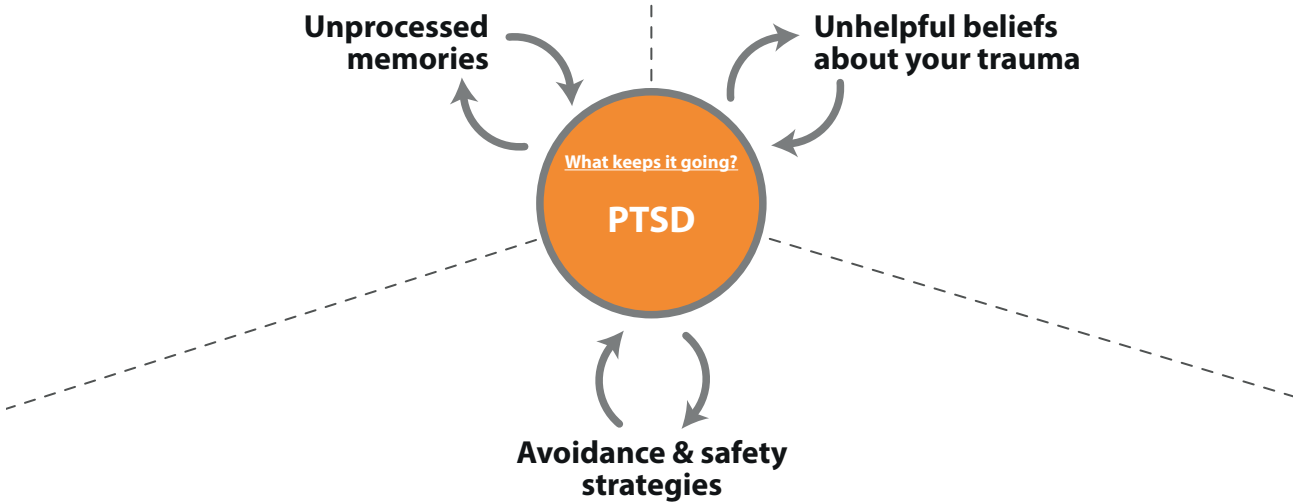 Unprocessed
memories
Unhelpful beliefs
about your trauma
What keeps it going?
PTSD
Avoidance & safety
strategies